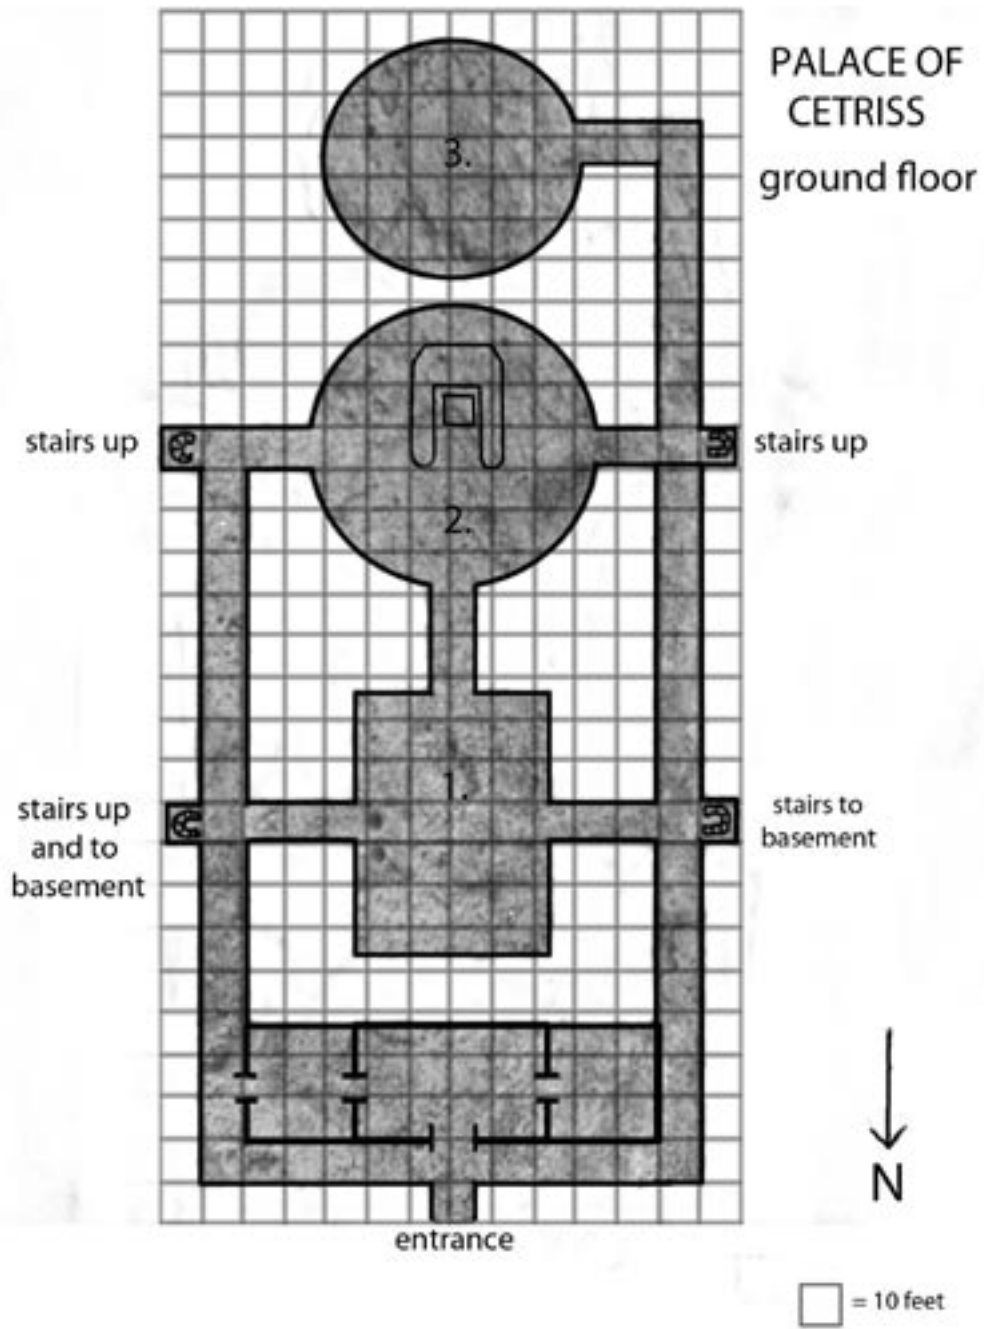 PALACE OF
CETRISS
ground floor
3.
stairs up
stairs up
2.
1.
stairs up
and to
basement
stairs to
basement
N
entrance
= 10 feet